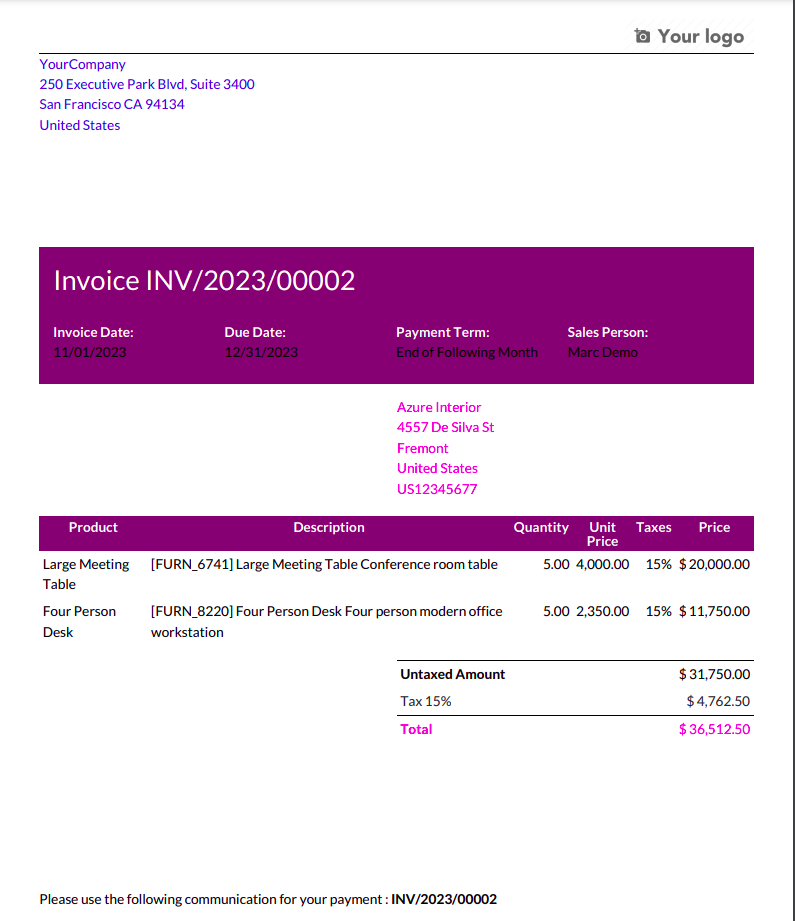 Your logo
YourCompany
250 Executive Park Blvd, Suite 3400
San Francisco CA 94134
United States
Invoice INV/2023/00002
Invoice Date: Due Date: Payment Term: Sales Person:
11/01/2023 12/31/2023 End of Following Month Marc Demo
Azure Interior
4557 De Silva St
Fremont
United States
US12345677
Product Description Quantity Unit Price Taxes Price
Large Meeting Table [FURN_6741] Large Meeting Table Conference room table 5.00 4,000.00 15% $ 20,000.00
Four Person Desk [FURN_8220] Four Person Desk Four person modern office workstation 5.00 2,350.00 15% $ 11,750.00
Untaxed Amount $ 31,750.00
Tax 15% $ 4,762.50
Total $ 36,512.50
Please use the following communication for your payment : INV/2023/00002